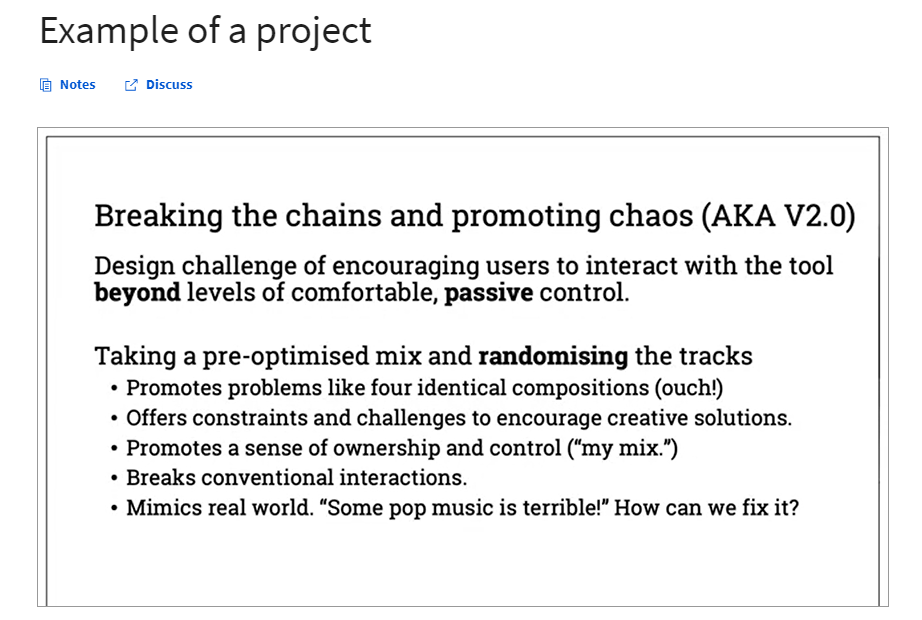 Example of a project
Notes Discuss
Breaking the chains and promoting chaos (AKA V2.0)
Design challenge of encouraging users to interact with the tool
beyond levels of comfortable, passive control.
Taking a pre-optimised mix and randomising the tracks
• Promotes problems like four identical compositions (ouch!)
• Offers constraints and challenges to encourage creative solutions.
• Promotes a sense of ownership and control (“my mix.”)
• Breaks conventional interactions.
• Mimics real world. “Some pop music is terrible!” How can we fix it?